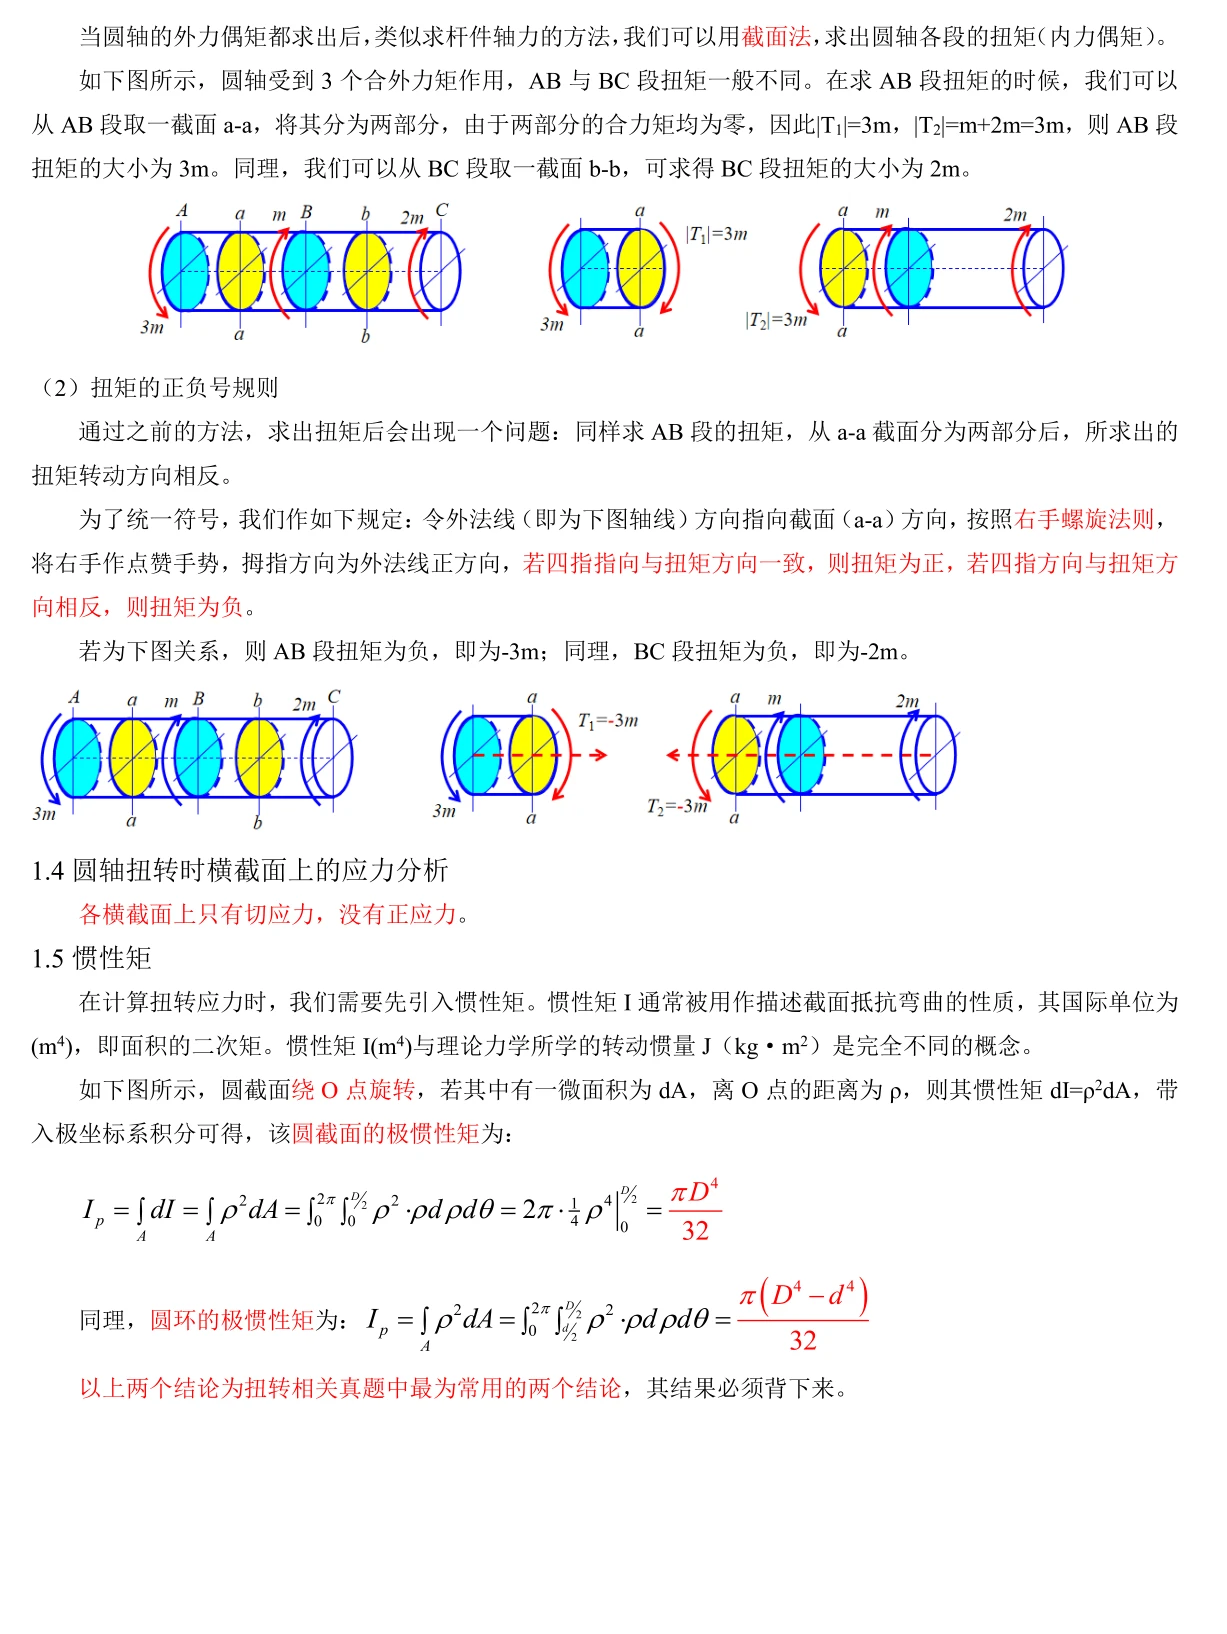 当圆轴的外力偶矩都求出后，类似求杆件轴力的方法，我们可以用截面法，求出圆轴各段的扭矩（内力偶矩）。
如下图所示，圆轴受到 3 个合外力矩作用，AB 与 BC 段扭矩一般不同。在求 AB 段扭矩的时候，我们可以
从 AB 段取一截面 a-a，将其分为两部分，由于两部分的合力矩均为零，因此|T₁|=3m，|T₂|=m+2m=3m，则 AB 段
扭矩的大小为 3m。同理，我们可以从 BC 段取一截面 b-b，可求得 BC 段扭矩的大小为 2m。
A a m B b 2m C
3m a b
a |T₁|=3m
3m a
a m 2m
|T₂|=3m a
（2）扭矩的正负号规则
通过之前的方法，求出扭矩后会出现一个问题：同样求 AB 段的扭矩，从 a-a 截面分为两部分后，所求出的
扭矩转动方向相反。
为了统一符号，我们作如下规定：令外法线（即为下图轴线）方向指向截面（a-a）方向，按照右手螺旋法则，
将右手作点赞手势，拇指方向为外法线正方向，若四指指向与扭矩方向一致，则扭矩为正，若四指方向与扭矩方
向相反，则扭矩为负。
若为下图关系，则 AB 段扭矩为负，即为-3m；同理，BC 段扭矩为负，即为-2m。
A a m B b 2m C
3m a b
a T₁=-3m
3m a
a m 2m
T₂=-3m a
1.4 圆轴扭转时横截面上的应力分析
各横截面上只有切应力，没有正应力。
1.5 惯性矩
在计算扭转应力时，我们需要先引入惯性矩。惯性矩 I 通常被用作描述截面抵抗弯曲的性质，其国际单位为
(m⁴)，即面积的二次矩。惯性矩 I(m⁴)与理论力学所学的转动惯量 J（kg·m²）是完全不同的概念。
如下图所示，圆截面绕 O 点旋转，若其中有一微面积为 dA，离 O 点的距离为 ρ，则其惯性矩 dI=ρ²dA，带
入极坐标系积分可得，该圆截面的极惯性矩为：
I_p = ∫_A dI = ∫_A ρ²dA = ∫_0^{2π} ∫_0^{D/2} ρ²·ρdρdθ = 2π·¼ρ⁴|_0^{D/2} = πD⁴/32
同理，圆环的极惯性矩为：I_p = ∫_A ρ²dA = ∫_0^{2π} ∫_{d/2}^{D/2} ρ²·ρdρdθ = π(D⁴−d⁴)/32
以上两个结论为扭转相关真题中最为常用的两个结论，其结果必须背下来。